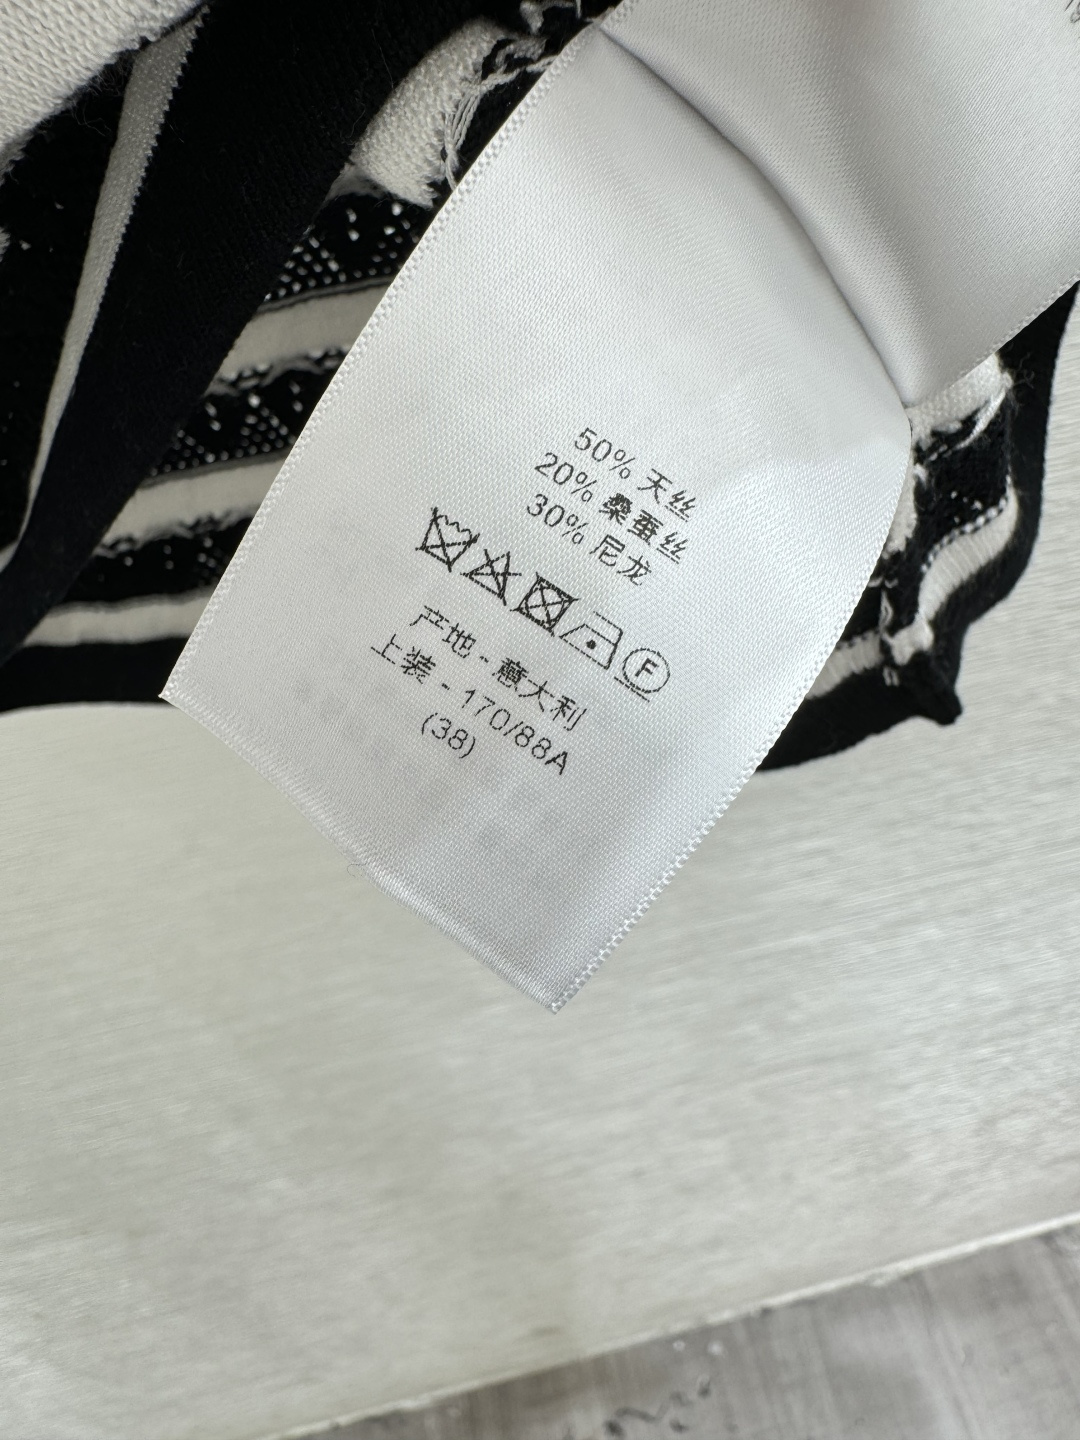 50% 天丝
20% 桑蚕丝
30% 尼龙
F
产地 - 意大利
上装 - 170/88A
(38)